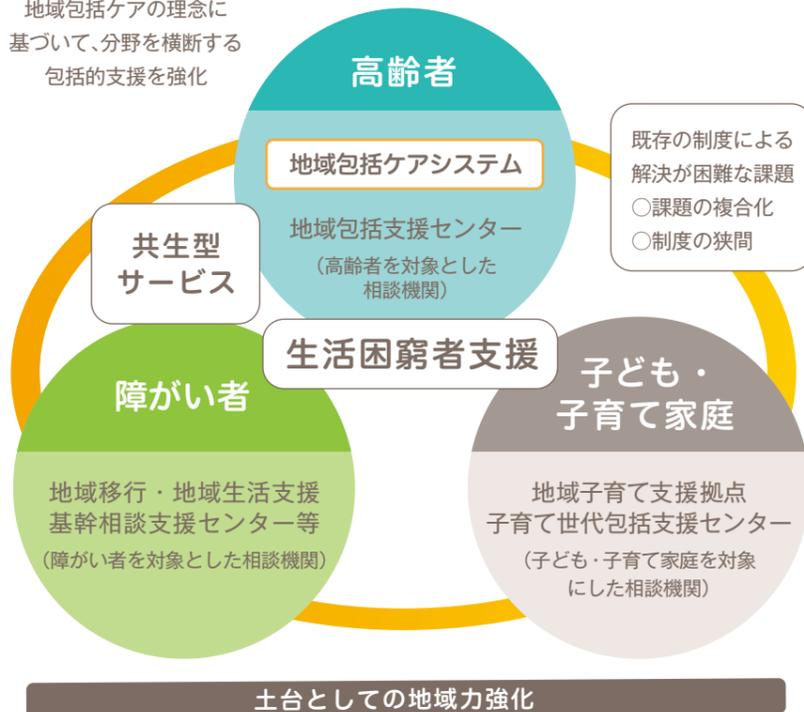 地域包括ケアの理念に
基づいて、分野を横断する
包括的支援を強化
高齢者
地域包括ケアシステム
地域包括支援センター
（高齢者を対象とした
相談機関）
既存の制度による
解決が困難な課題
○課題の複合化
○制度の狭間
共生型
サービス
生活困窮者支援
障がい者
地域移行・地域生活支援
基幹相談支援センター等
（障がい者を対象とした相談機関）
子ども・
子育て家庭
地域子育て支援拠点
子育て世代包括支援センター
（子ども・子育て家庭を対象
にした相談機関）
土台としての地域力強化